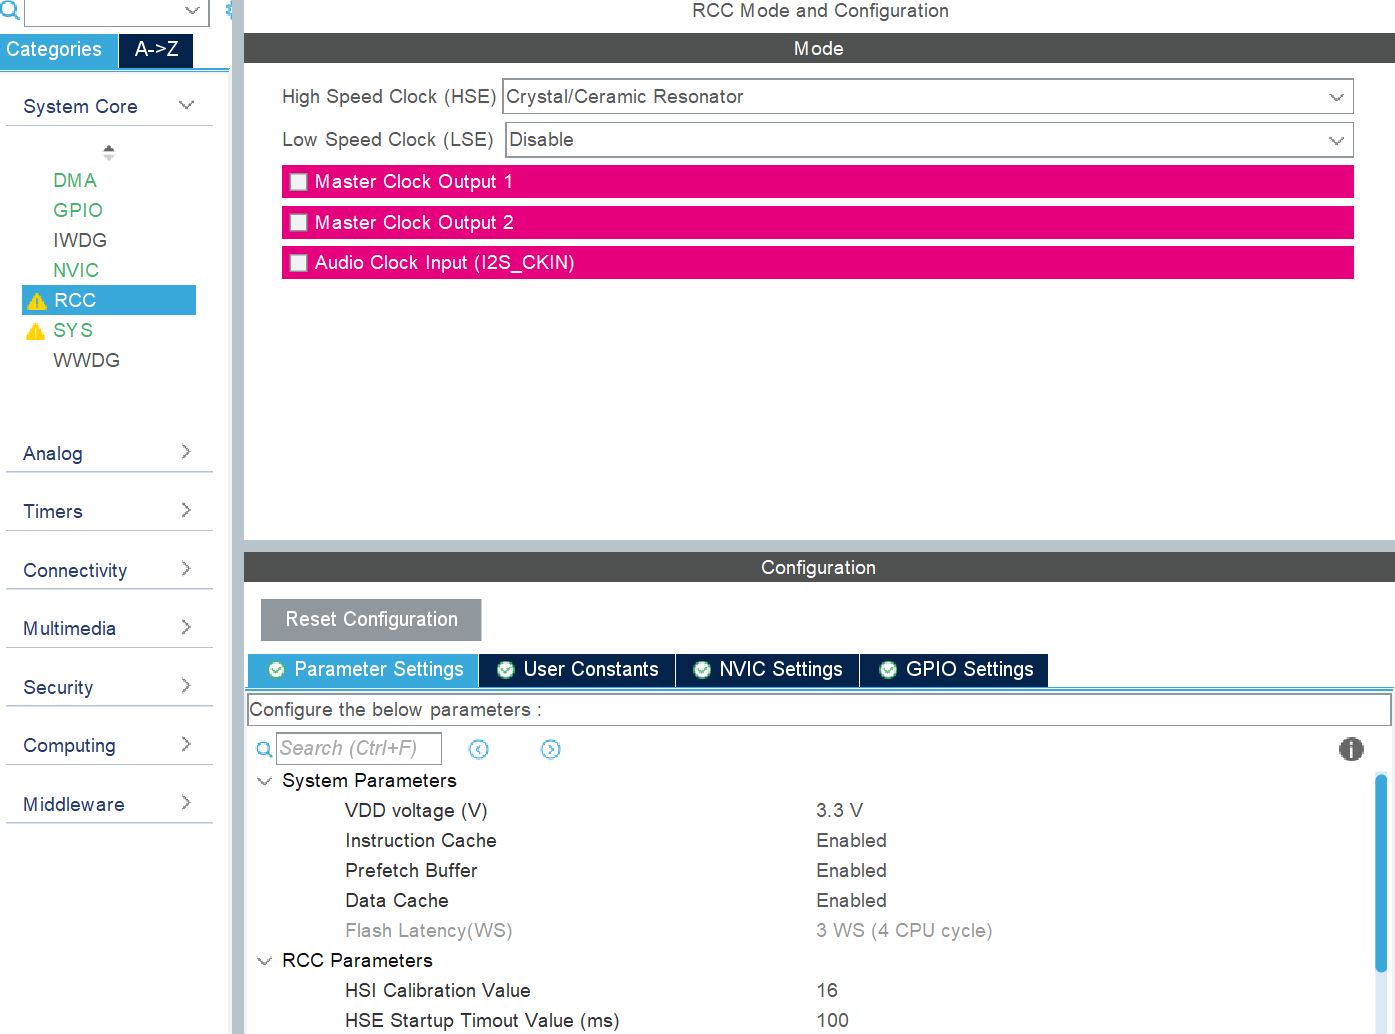 Categories
A->Z
System Core
DMA
GPIO
IWDG
NVIC
RCC
SYS
WWDG
Analog
Timers
Connectivity
Multimedia
Security
Computing
Middleware
RCC Mode and Configuration
Mode
High Speed Clock (HSE) Crystal/Ceramic Resonator
Low Speed Clock (LSE) Disable
Master Clock Output 1
Master Clock Output 2
Audio Clock Input (I2S_CKIN)
Configuration
Reset Configuration
Parameter Settings
User Constants
NVIC Settings
GPIO Settings
Configure the below parameters :
Search (Ctrl+F)
System Parameters
VDD voltage (V) 3.3 V
Instruction Cache Enabled
Prefetch Buffer Enabled
Data Cache Enabled
Flash Latency(WS) 3 WS (4 CPU cycle)
RCC Parameters
HSI Calibration Value 16
HSE Startup Timout Value (ms) 100